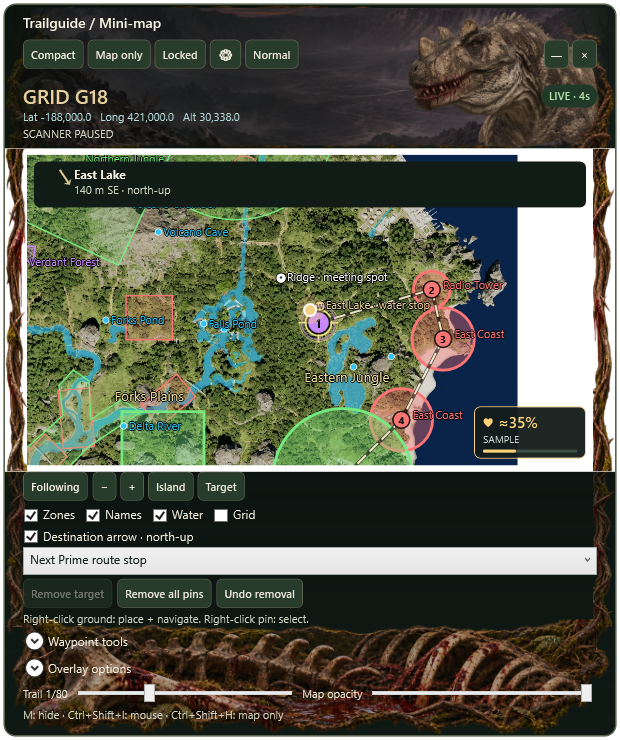 Trailguide / Mini-map
Compact
Map only
Locked
Normal
—
×
GRID G18
LIVE · 4s
Lat -188,000.0 Long 421,000.0 Alt 30,338.0
SCANNER PAUSED
Northern Jungle
East Lake
140 m SE · north-up
Volcano Cave
Verdant Forest
Ridge · meeting spot
Radio Tower
2
East Lake · water stop
Forks Pond
Falls Pond
1
East Coast
3
Eastern Jungle
Forks Plains
East Coast
4
Delta River
≈35%
SAMPLE
Following
−
+
Island
Target
Zones
Names
Water
Grid
Destination arrow · north-up
Next Prime route stop
Remove target
Remove all pins
Undo removal
Right-click ground: place + navigate. Right-click pin: select.
Waypoint tools
Overlay options
Trail 1/80
Map opacity
M: hide · Ctrl+Shift+I: mouse · Ctrl+Shift+H: map only